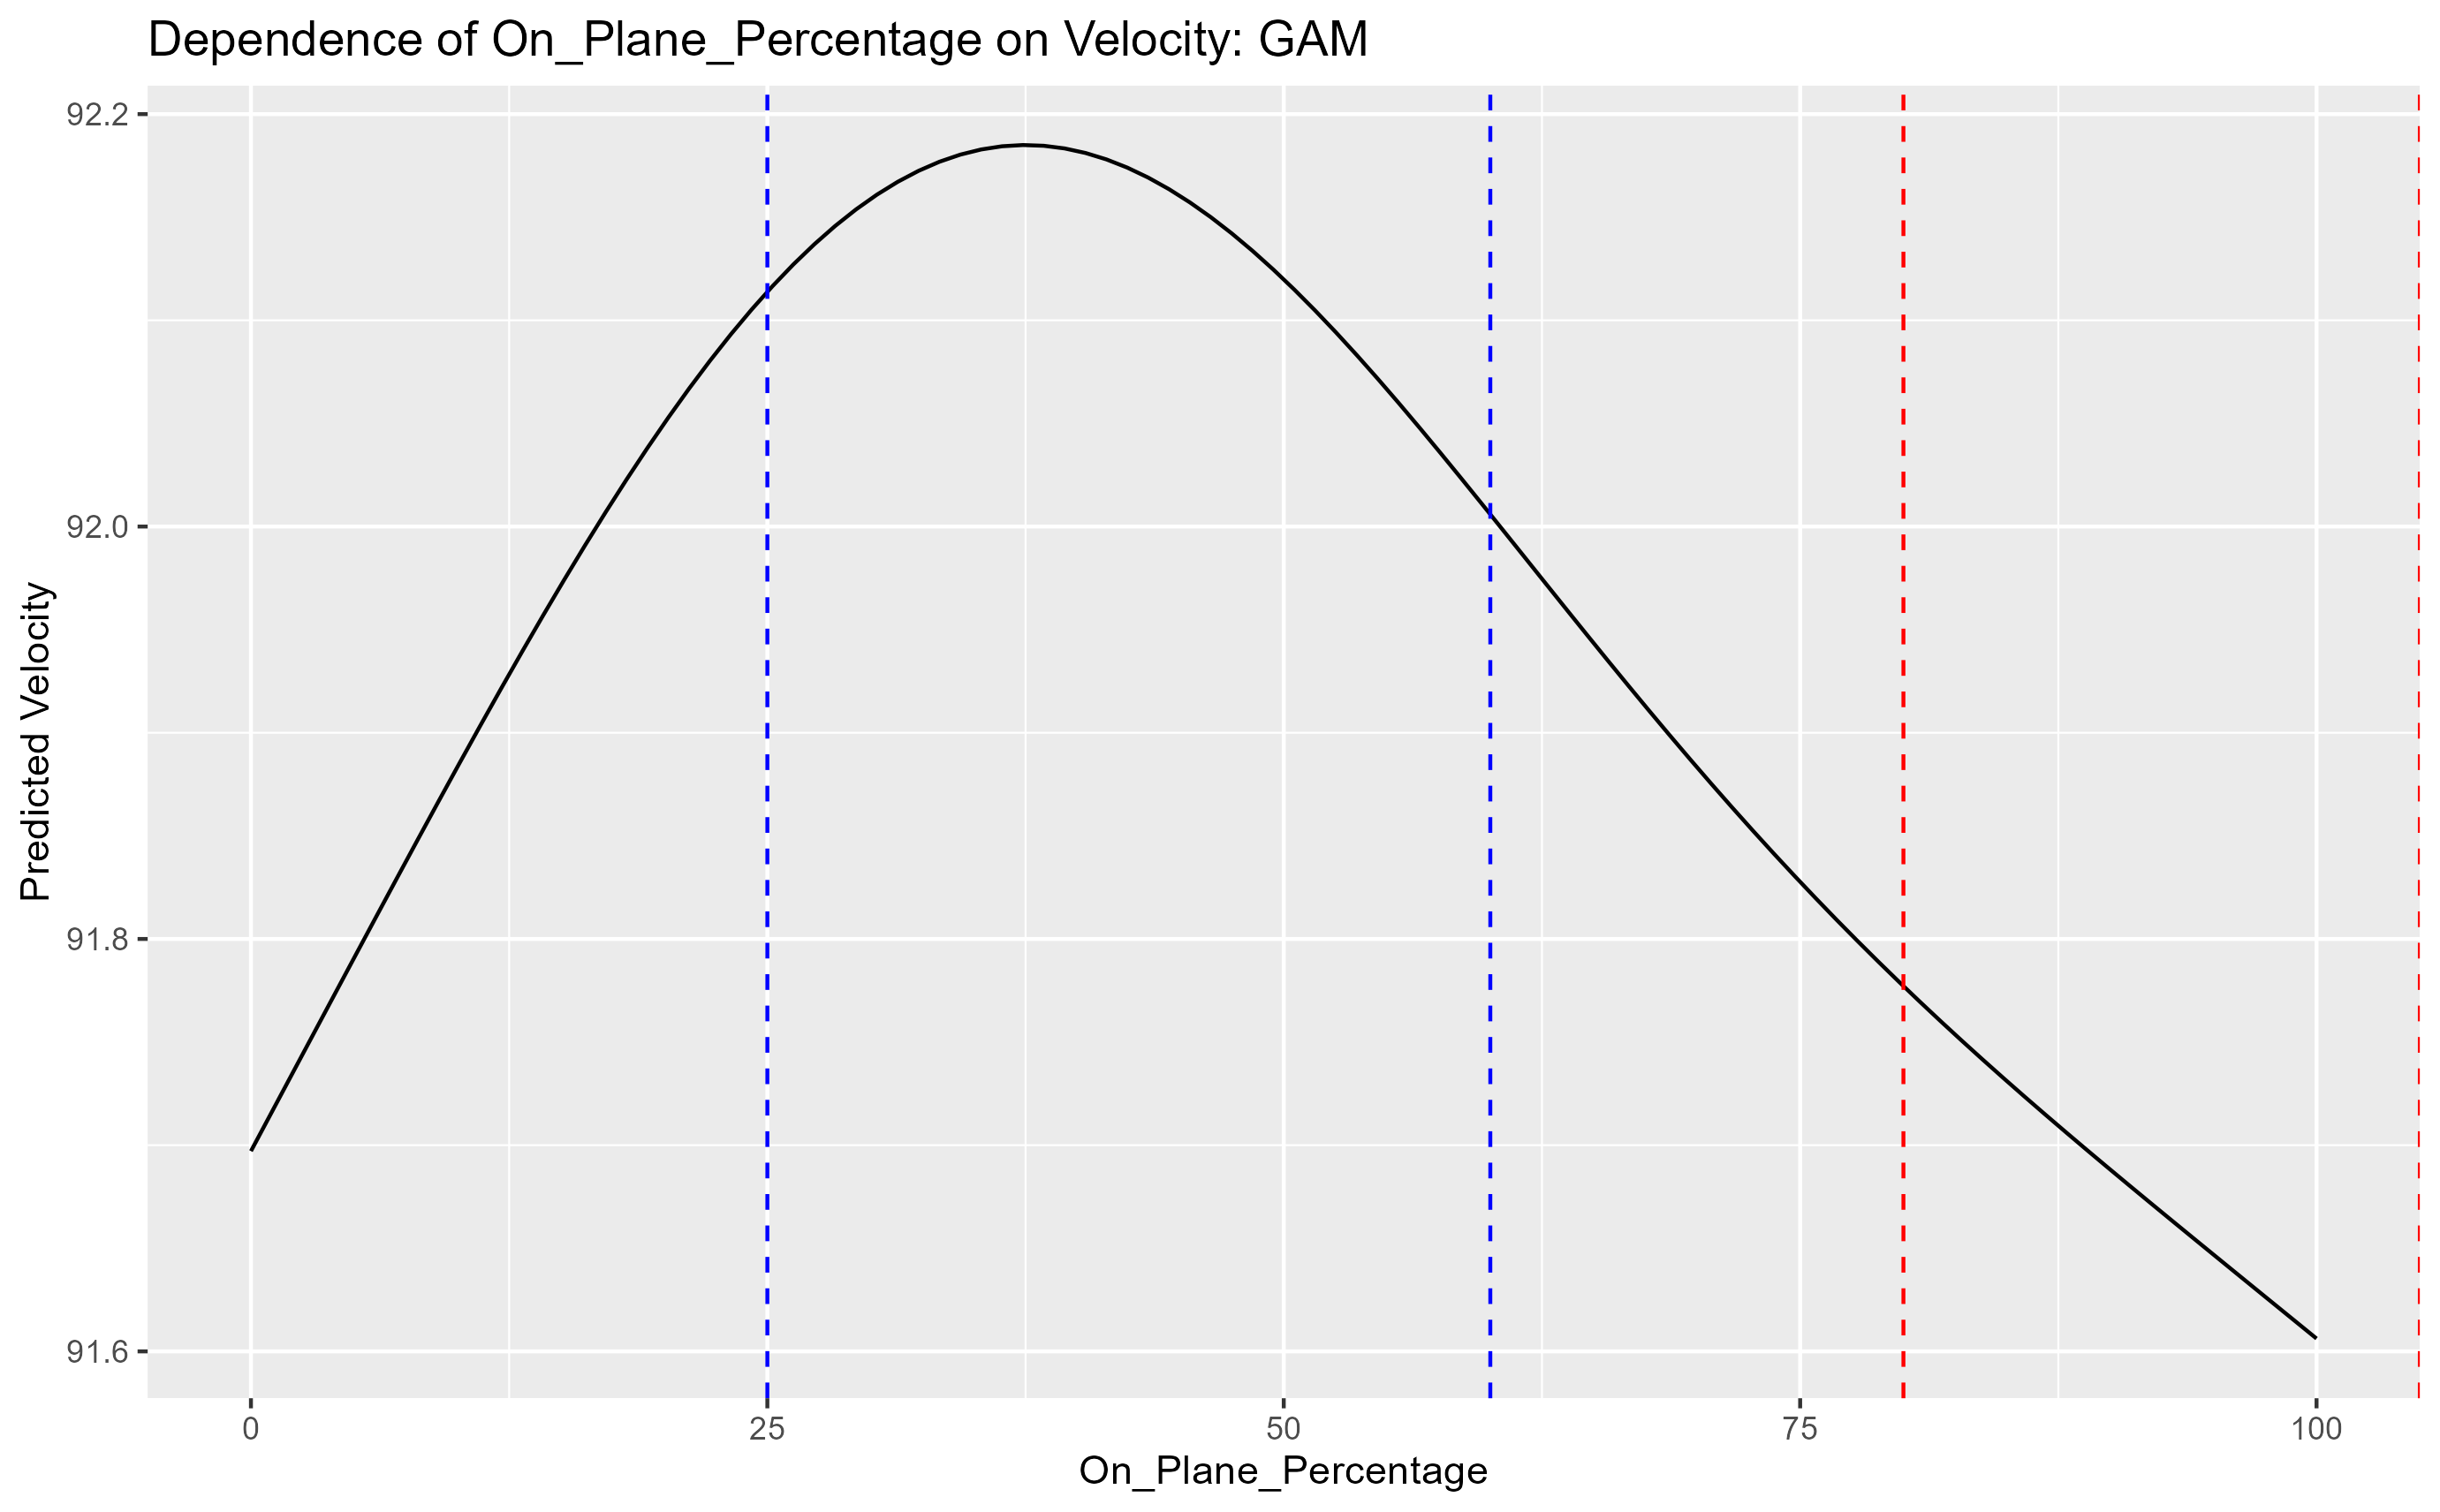 Dependence of On_Plane_Percentage on Velocity: GAM
92.2
92.0
91.8
91.6
Predicted Velocity
0 25 50 75 100
On_Plane_Percentage